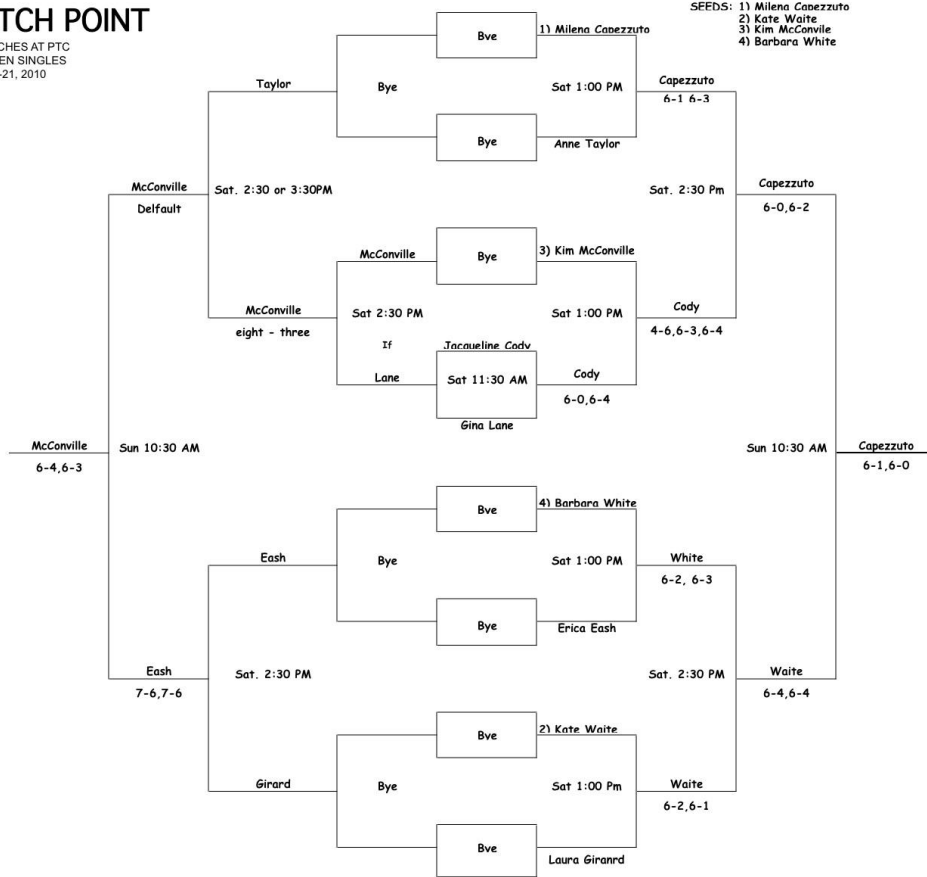 TCH POINT
CHES AT PTC
EN SINGLES
-21, 2010
SEEDS: 1) Milena Capezzuto
2) Kate Waite
3) Kim McConvile
4) Barbara White
Bye
1) Milena Capezzuto
Taylor
Bye
Sat 1:00 PM
Capezzuto
6-1 6-3
Bye
Anne Taylor
McConville
Delfault
Sat. 2:30 or 3:30PM
Sat. 2:30 Pm
Capezzuto
6-0,6-2
McConville
Bye
3) Kim McConville
McConville
eight - three
Sat 2:30 PM
Sat 1:00 PM
Cody
4-6,6-3,6-4
If
Jacqueline Cody
Lane
Sat 11:30 AM
Cody
6-0,6-4
Gina Lane
McConville
6-4,6-3
Sun 10:30 AM
Sun 10:30 AM
Capezzuto
6-1,6-0
Bye
4) Barbara White
Eash
Bye
Sat 1:00 PM
White
6-2, 6-3
Bye
Erica Eash
Eash
7-6,7-6
Sat. 2:30 PM
Sat. 2:30 PM
Waite
6-4,6-4
Bye
2) Kate Waite
Girard
Bye
Sat 1:00 Pm
Waite
6-2,6-1
Bye
Laura Giranrd